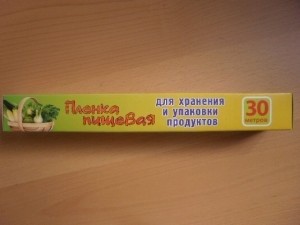 Пленка
пищевая
для хранения
и упаковки
продуктов
30
метров